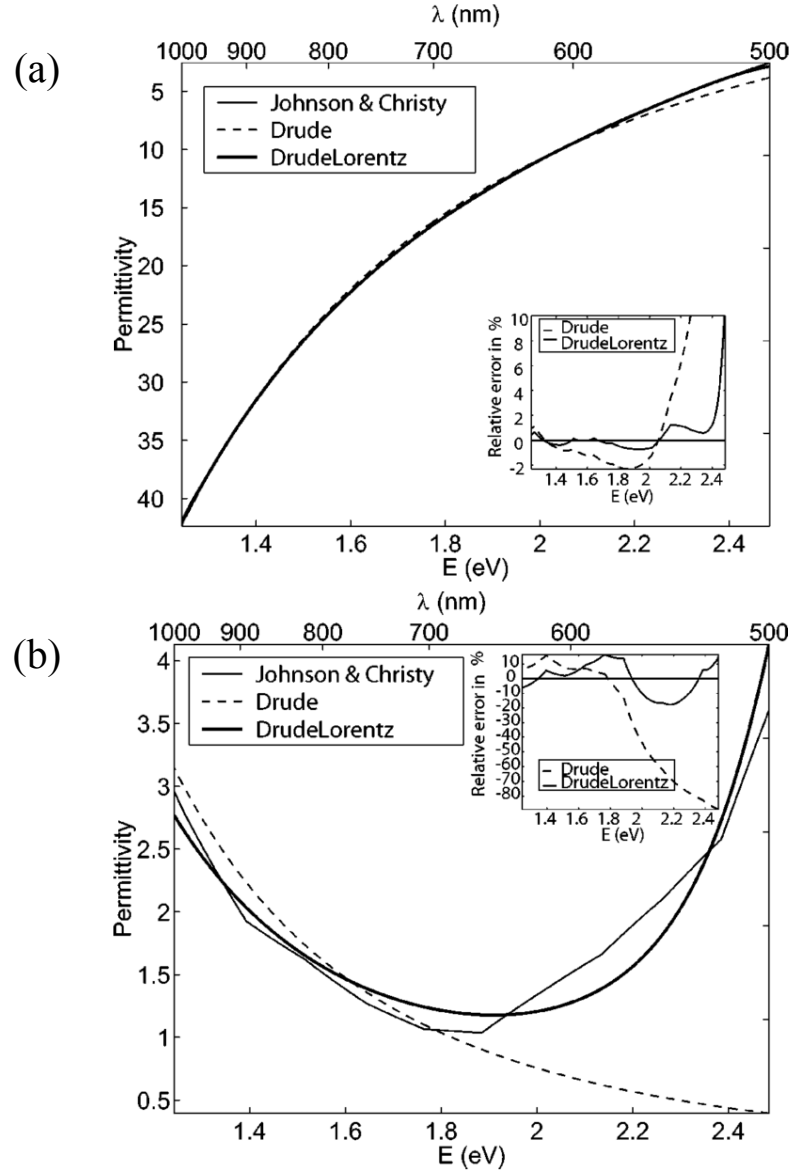 λ (nm)
1000 900 800 700 600 500
(a)
Johnson & Christy
Drude
DrudeLorentz
Permittivity
5
10
15
20
25
30
35
40
1.4 1.6 1.8 2 2.2 2.4
E (eV)
Relative error in %
10
8
6
4
2
0
-2
Drude
DrudeLorentz
1.4 1.6 1.8 2 2.2 2.4
E (eV)
λ (nm)
1000 900 800 700 600 500
(b)
Johnson & Christy
Drude
DrudeLorentz
Permittivity
4
3.5
3
2.5
2
1.5
1
0.5
1.4 1.6 1.8 2 2.2 2.4
E (eV)
Relative error in %
10
0
-10
-20
-30
-40
-50
-60
-70
-80
Drude
DrudeLorentz
1.4 1.6 1.8 2 2.2 2.4
E (eV)